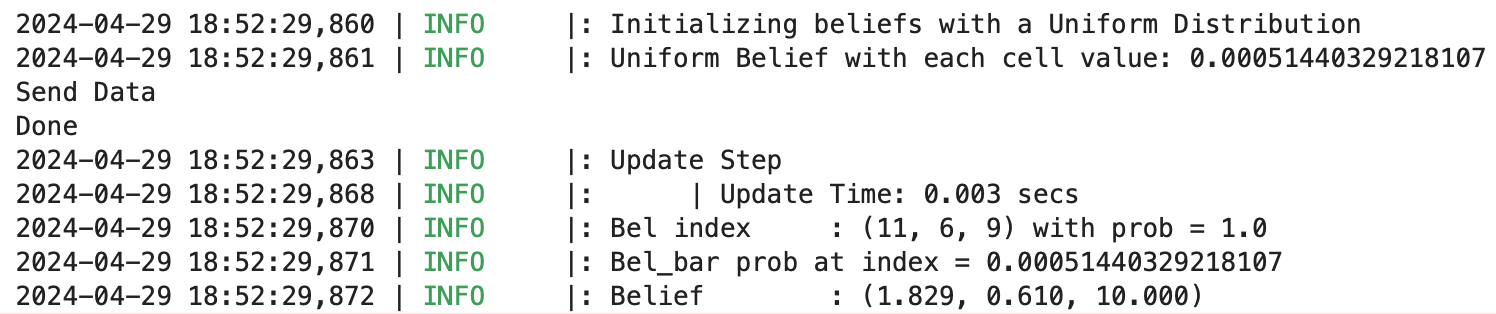 2024-04-29 18:52:29,860 | INFO     |: Initializing beliefs with a Uniform Distribution
2024-04-29 18:52:29,861 | INFO     |: Uniform Belief with each cell value: 0.00051440329218107
Send Data
Done
2024-04-29 18:52:29,863 | INFO     |: Update Step
2024-04-29 18:52:29,868 | INFO     |:      | Update Time: 0.003 secs
2024-04-29 18:52:29,870 | INFO     |: Bel index     : (11, 6, 9) with prob = 1.0
2024-04-29 18:52:29,871 | INFO     |: Bel_bar prob at index = 0.00051440329218107
2024-04-29 18:52:29,872 | INFO     |: Belief        : (1.829, 0.610, 10.000)